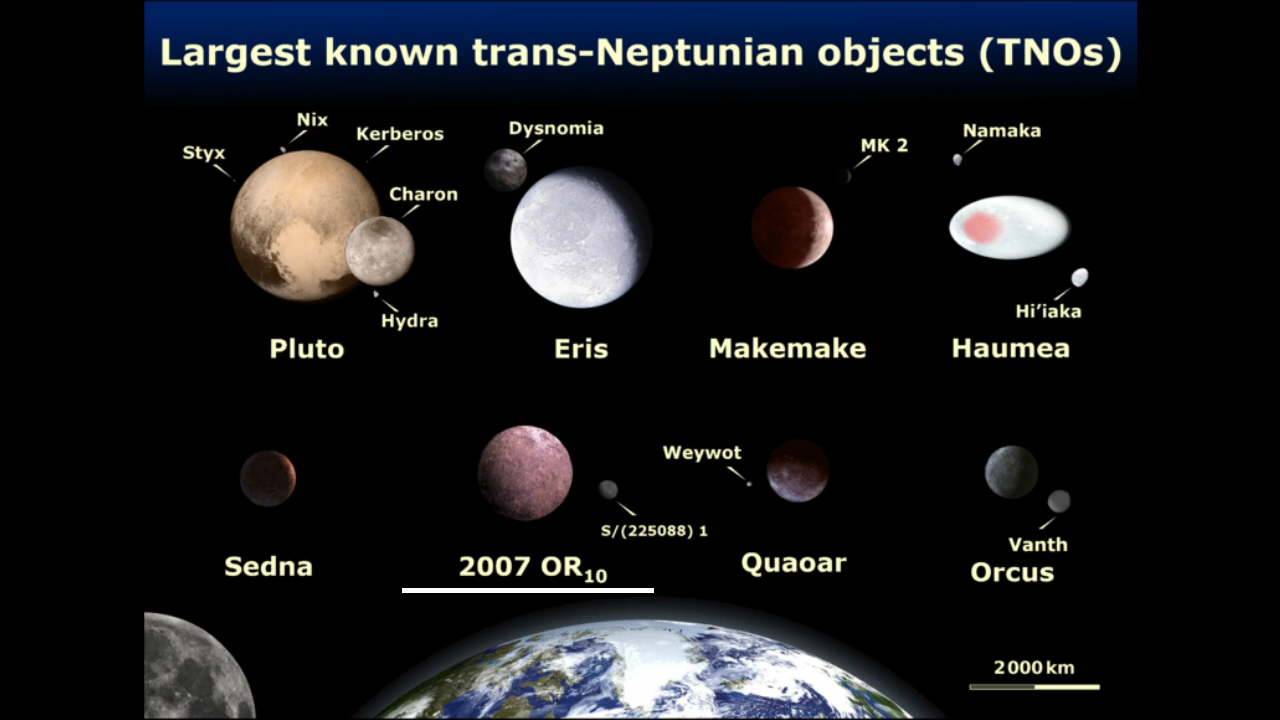 Largest known trans-Neptunian objects (TNOs)
Nix
Styx
Kerberos
Charon
Hydra
Pluto
Dysnomia
Eris
MK 2
Makemake
Namaka
Hi’iaka
Haumea
Sedna
S/(225088) 1
2007 OR₁₀
Weywot
Quaoar
Vanth
Orcus
2000 km